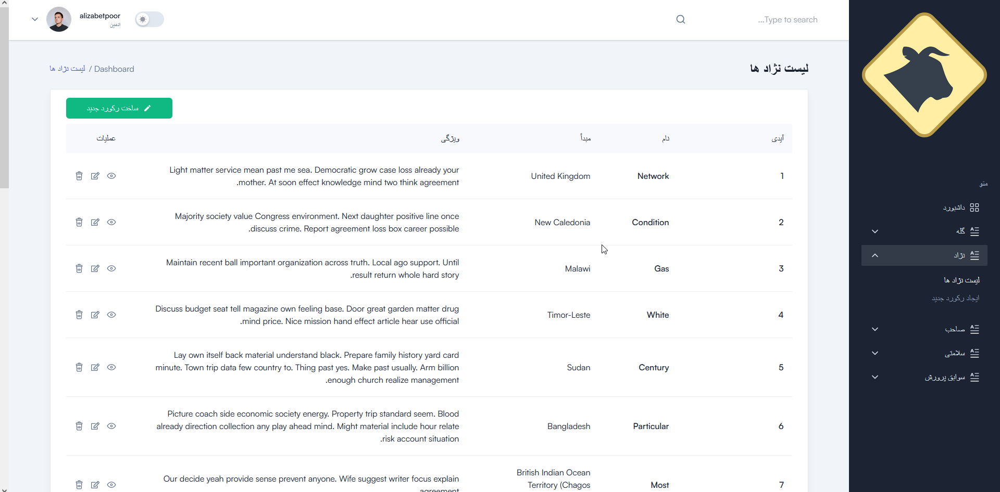 alizabetpoor
ادمین
Type to search...
لیست نژاد ها
Dashboard / لیست نژاد ها
ساخت رکورد جدید
آیدی نام مبدأ ویژگی عملیات
1 Network United Kingdom Light matter service mean past me sea. Democratic grow case loss already your
mother. At soon effect knowledge mind two think agreement.
2 Condition New Caledonia Majority society value Congress environment. Next daughter positive line once
discuss crime. Report agreement loss box career possible.
3 Gas Malawi Maintain recent ball important organization across truth. Local ago support. Until
result return whole hard story.
4 White Timor-Leste Discuss budget seat tell magazine own feeling base. Door great garden matter drug
mind price. Nice mission hand effect article hear use official.
5 Century Sudan Lay own itself back material understand black. Prepare family history yard card
minute. Town trip data few country to. Thing past yes. Make past usually. Arm billion
enough church realize management.
6 Particular Bangladesh Picture coach side economic society energy. Property trip standard seem. Blood
already direction collection any play ahead mind. Might material include hour relate
risk account situation.
7 Most British Indian Ocean
Territory (Chagos
Our decide yeah provide sense prevent anyone. Wife suggest writer focus explain
agreement
منو
داشبورد
گله
نژاد
لیست نژاد ها
ایجاد رکورد جدید
صاحب
سلامتی
سوابق پرورش